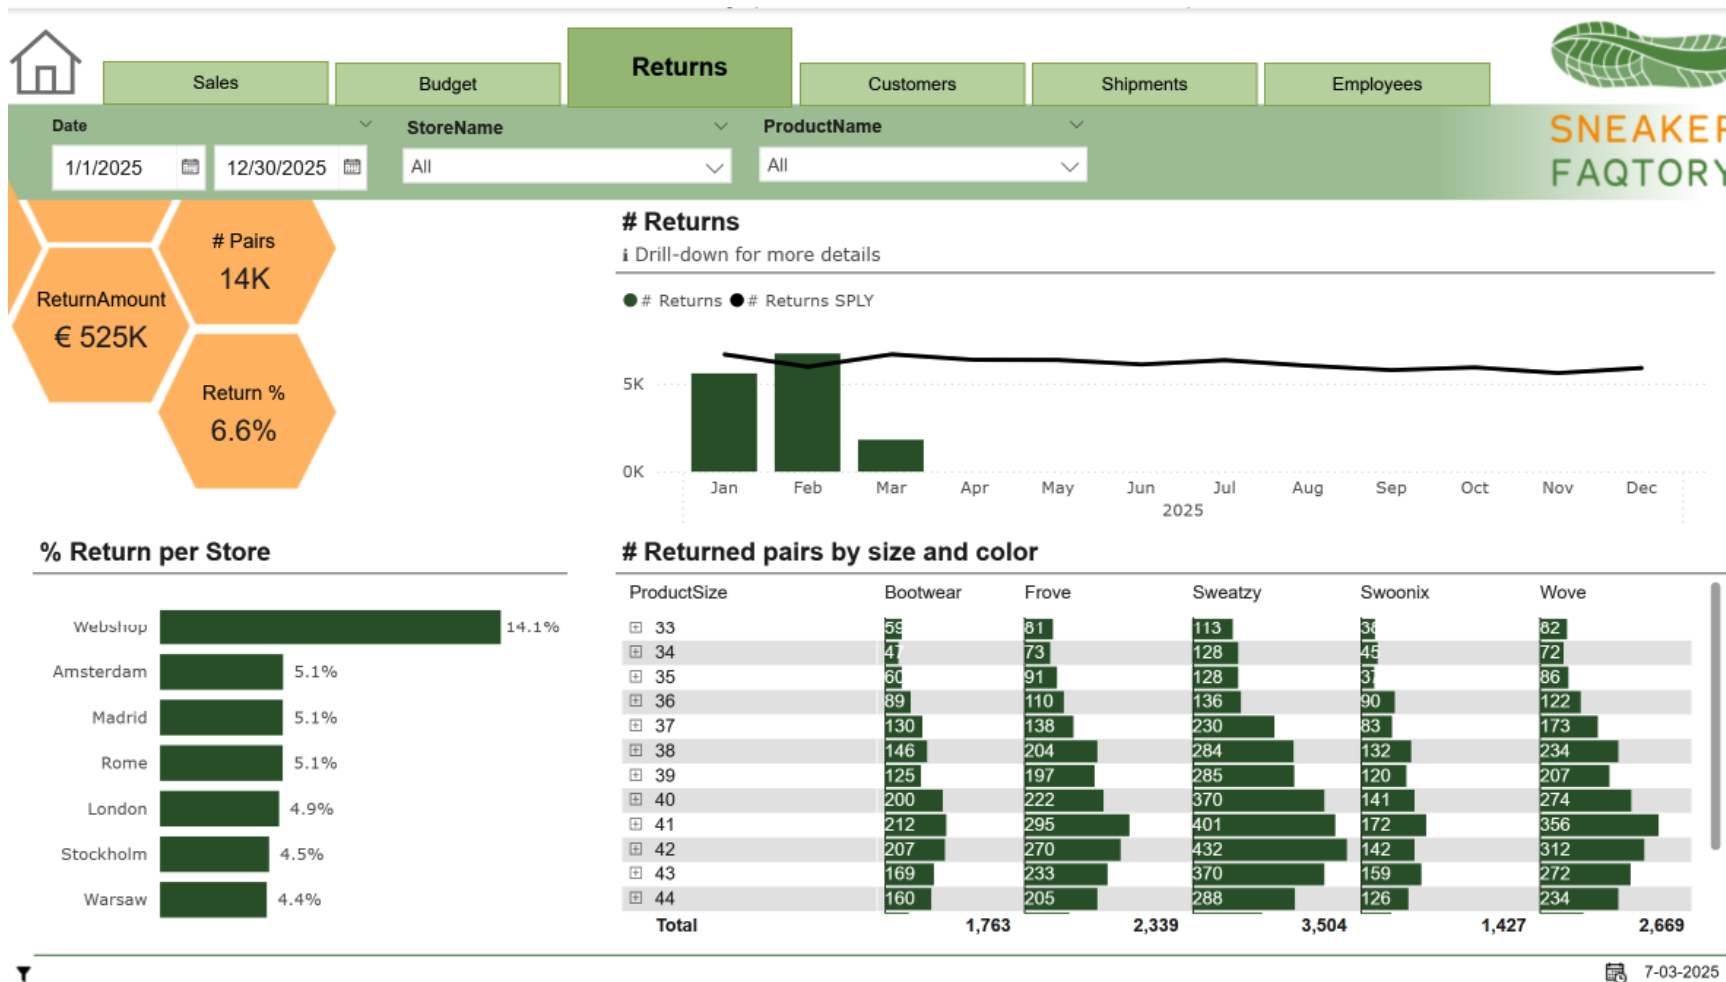 Sales
Budget
Returns
Customers
Shipments
Employees
SNEAKER
FAQTORY
Date
StoreName
ProductName
1/1/2025
12/30/2025
All
All
# Pairs
14K
ReturnAmount
€ 525K
Return %
6.6%
# Returns
i Drill-down for more details
# Returns # Returns SPLY
5K
0K
Jan Feb Mar Apr May Jun Jul Aug Sep Oct Nov Dec
2025
% Return per Store
Webshop 14.1%
Amsterdam 5.1%
Madrid 5.1%
Rome 5.1%
London 4.9%
Stockholm 4.5%
Warsaw 4.4%
# Returned pairs by size and color
ProductSize Bootwear Frove Sweatzy Swoonix Wove
33 59 81 113 38 82
34 47 73 128 45 72
35 60 91 128 37 86
36 89 110 136 90 122
37 130 138 230 83 173
38 146 204 284 132 234
39 125 197 285 120 207
40 200 222 370 141 274
41 212 295 401 172 356
42 207 270 432 142 312
43 169 233 370 159 272
44 160 205 288 126 234
Total 1,763 2,339 3,504 1,427 2,669
7-03-2025